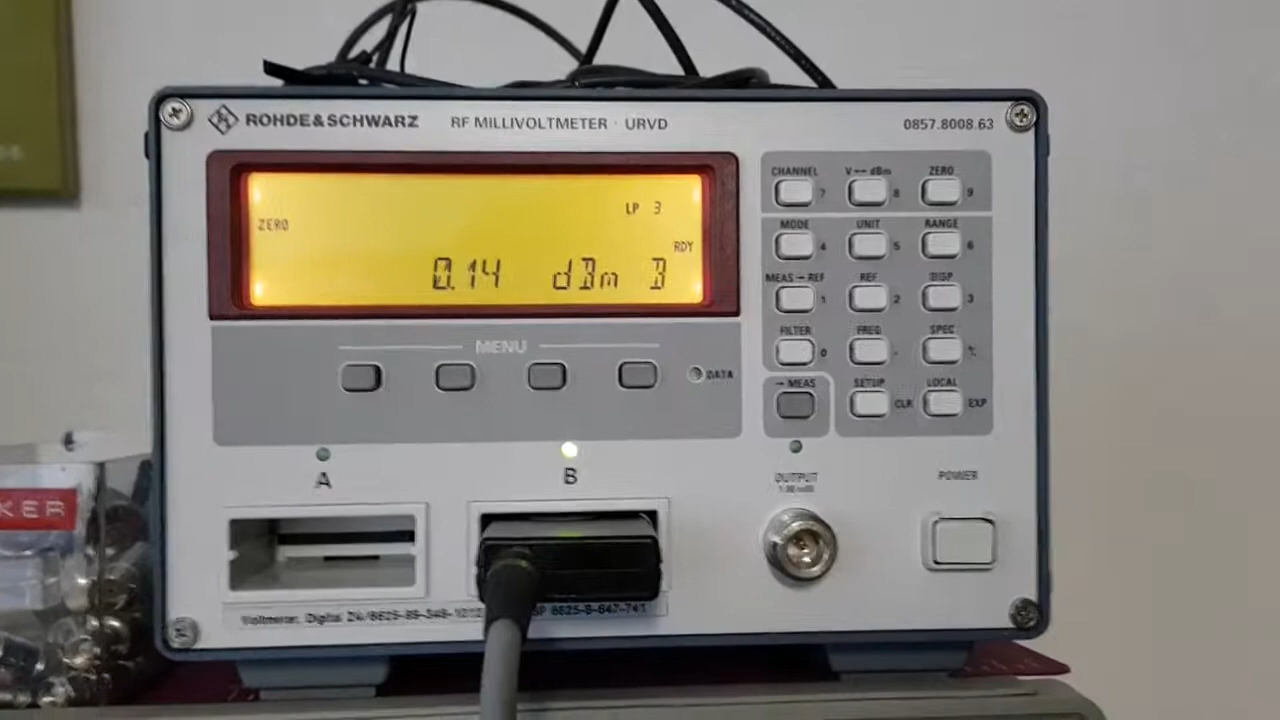 ROHDE&SCHWARZ RF MILLIVOLTMETER · URVD 0857.8008.63
LP 3
ZERO
RDY
0.14 dBm B
MENU
DATA
CHANNEL 7 V↔dBm 8 ZERO 9
MODE 4 UNIT 5 RANGE 6
MEAS→REF 1 REF 2 DISP 3
FILTER 0 FREQ . SPEC
→MEAS SETUP CLR LOCAL EXP
A
B
OUTPUT
POWER
Voltmeter, Digital
KER